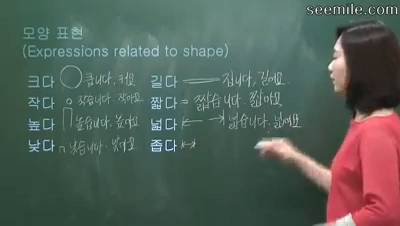 seemile.com
모양 표현
(Expressions related to shape)
크다 큽니다, 커요 길다 깁니다, 길어요
작다 작습니다, 작아요 짧다 짧습니다, 짧아요
높다 높습니다, 높아요 넓다 넓습니다, 넓어요
낮다 낮습니다, 낮아요 좁다